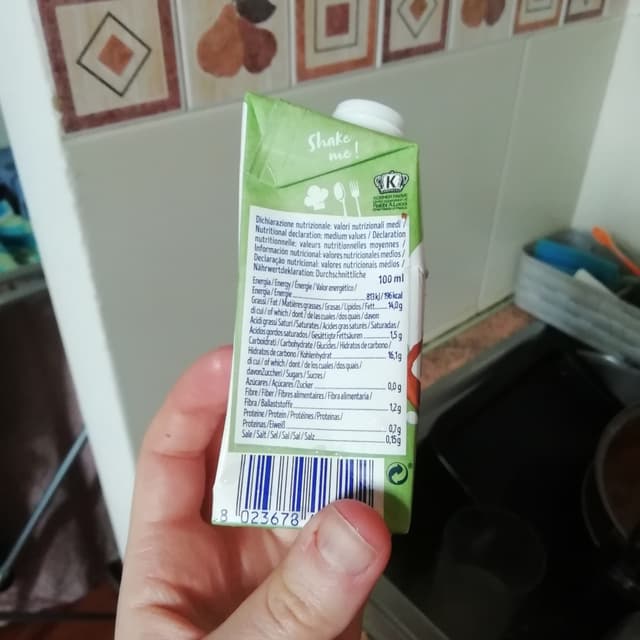 Shake
me!
K
Dichiarazione nutrizionale: valori nutrizionali medi /
Nutritional declaration: medium values / Déclaration
nutritionnelle: valeurs nutritionnelles moyennes /
Información nutricional: valores nutricionales medios /
Declaração nutricional: valores nutricionais médios /
Nährwertdeklaration: Durchschnittliche
100 ml
Energia / Energy / Énergie / Valor energético /
Energia / Energie 813 kJ / 196 kcal
Grassi / Fat / Matières grasses / Grasas / Lípidos / Fett 14,0g
di cui / of which / dont / de las cuales / dos quais / davon
Acidi grassi Saturi / Saturates / Acides gras saturés / Saturadas /
Ácidos gordos saturados / Gesättigte Fettsäuren 1,5 g
Carboidrati / Carbohydrate / Glucides / Hidratos de carbono /
Hidratos de carbono / Kohlenhydrat 16,1g
di cui / of which / dont / de los cuales / dos quais /
davonZuccheri / Sugars / Sucres /
Azúcares / Açúcares / Zucker 0,0 g
Fibre / Fiber / Fibres alimentaires / Fibra alimentaria /
Fibra / Ballaststoffe 1,2 g
Proteine / Protein / Protéines / Proteínas /
Proteínas / Eiweiß 0,7 g
Sale / Salt / Sel / Sal / Sal / Salz 0,15 g
8 023678